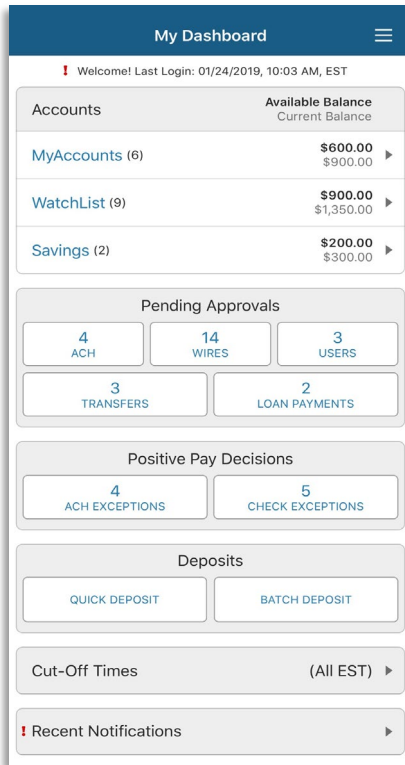 My Dashboard
! Welcome! Last Login: 01/24/2019, 10:03 AM, EST
Accounts Available Balance
Current Balance
MyAccounts (6) $600.00
$900.00
WatchList (9) $900.00
$1,350.00
Savings (2) $200.00
$300.00
Pending Approvals
4 14 3
ACH WIRES USERS
3 2
TRANSFERS LOAN PAYMENTS
Positive Pay Decisions
4 5
ACH EXCEPTIONS CHECK EXCEPTIONS
Deposits
QUICK DEPOSIT BATCH DEPOSIT
Cut-Off Times (All EST)
! Recent Notifications